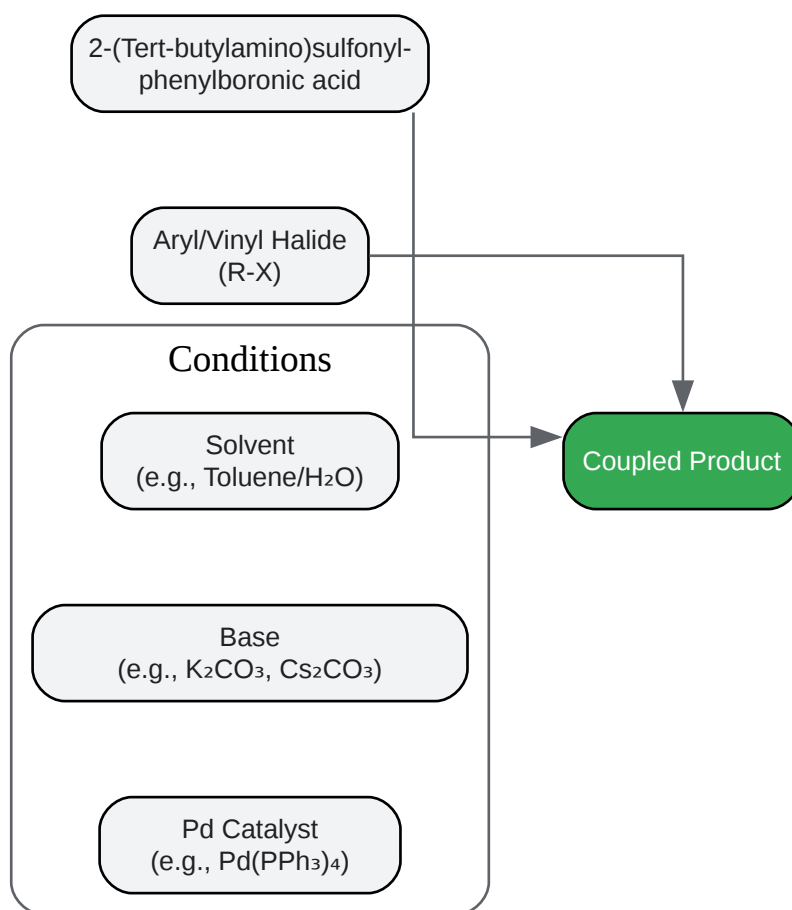 2-(Tert-butylamino)sulfonyl-
phenylboronic acid
Aryl/Vinyl Halide
(R-X)
Conditions
Solvent
(e.g., Toluene/H₂O)
Coupled Product
Base
(e.g., K₂CO₃, Cs₂CO₃)
Pd Catalyst
(e.g., Pd(PPh₃)₄)